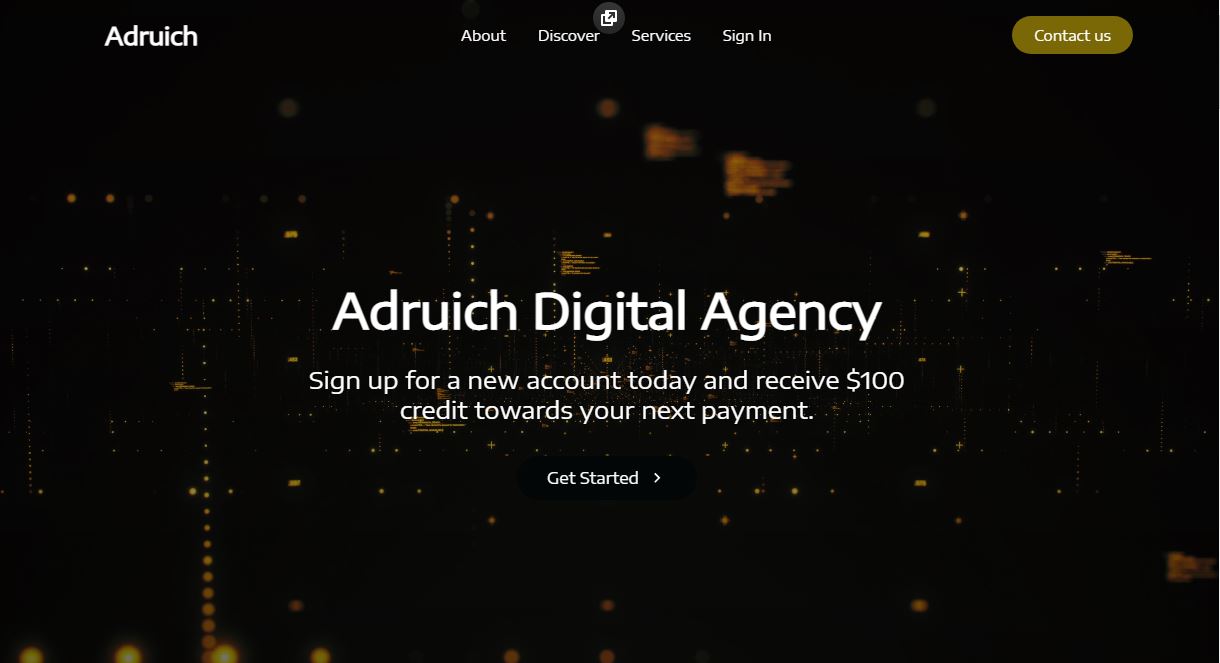 Adruich
About
Discover
Services
Sign In
Contact us
Adruich Digital Agency
Sign up for a new account today and receive $100
credit towards your next payment.
Get Started